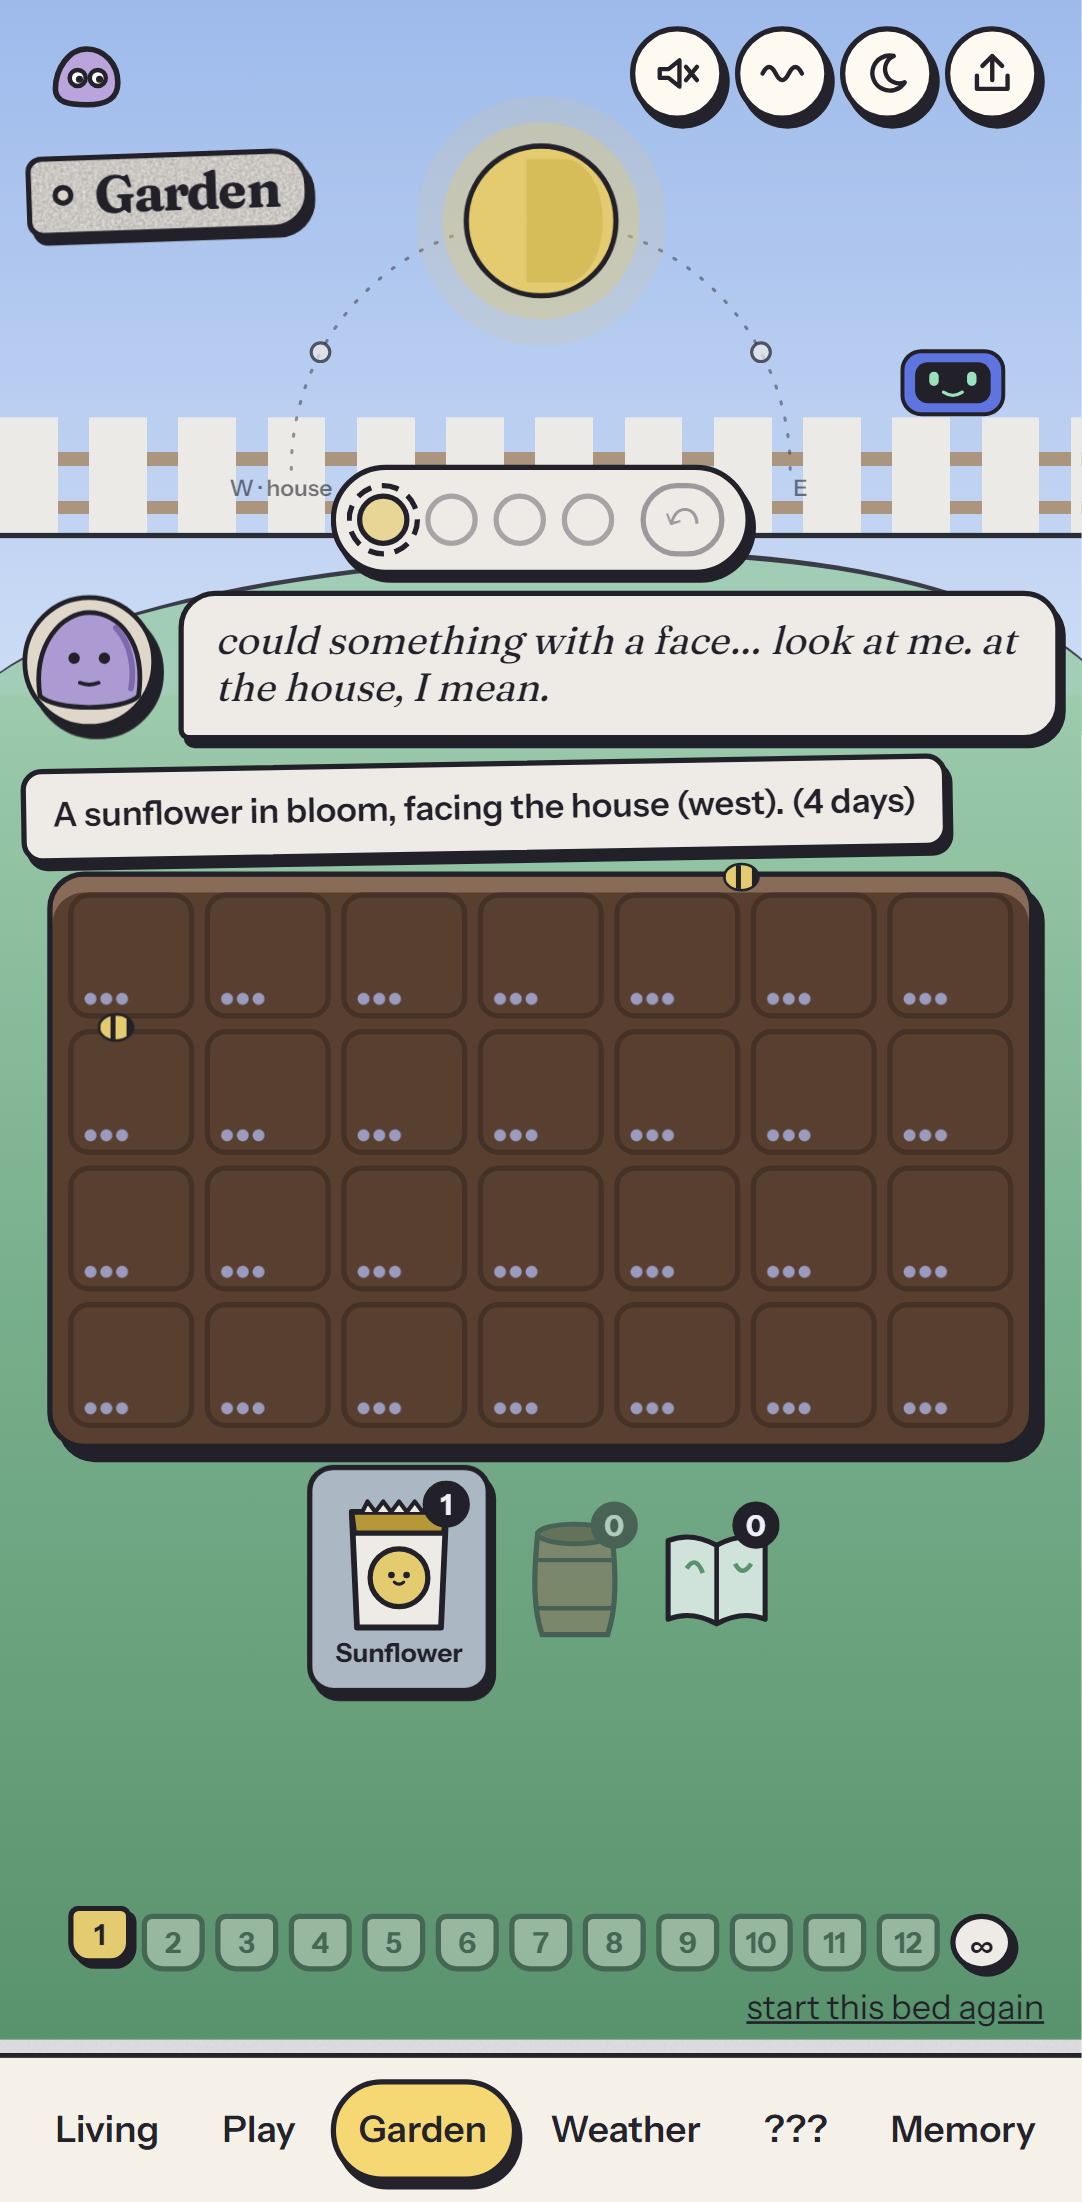 Garden
W · house
E
could something with a face... look at me. at
the house, I mean.
A sunflower in bloom, facing the house (west). (4 days)
1
0
0
Sunflower
1 2 3 4 5 6 7 8 9 10 11 12 ∞
start this bed again
Living Play Garden Weather ??? Memory